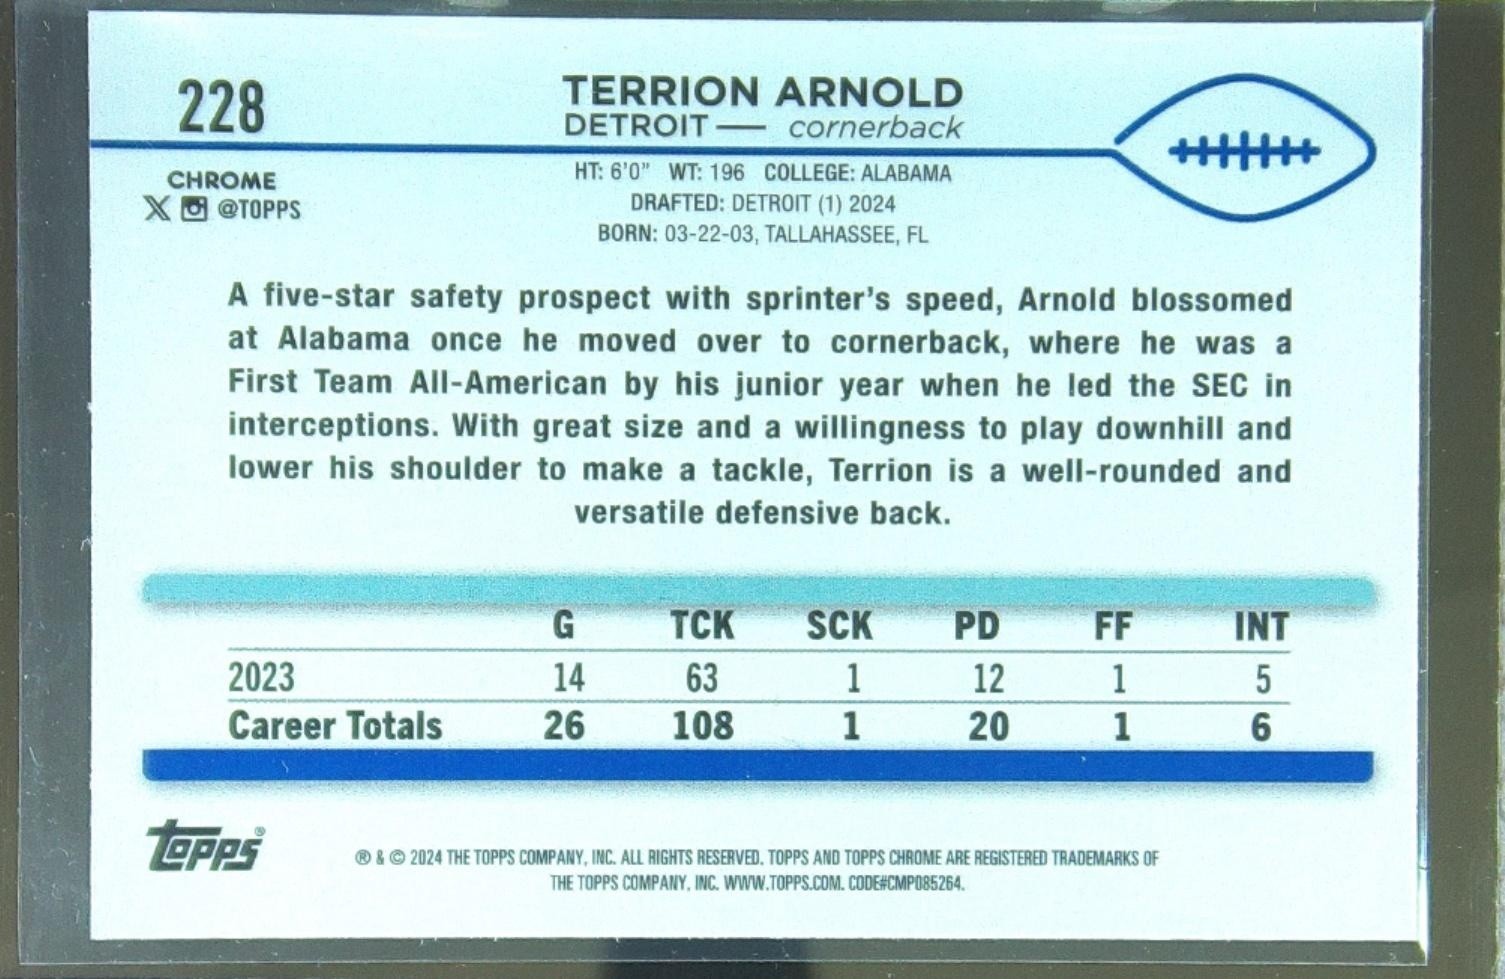 228
TERRION ARNOLD
DETROIT — cornerback
CHROME
X @TOPPS
HT: 6'0" WT: 196 COLLEGE: ALABAMA
DRAFTED: DETROIT (1) 2024
BORN: 03-22-03, TALLAHASSEE, FL
A five-star safety prospect with sprinter's speed, Arnold blossomed
at Alabama once he moved over to cornerback, where he was a
First Team All-American by his junior year when he led the SEC in
interceptions. With great size and a willingness to play downhill and
lower his shoulder to make a tackle, Terrion is a well-rounded and
versatile defensive back.
G TCK SCK PD FF INT
2023 14 63 1 12 1 5
Career Totals 26 108 1 20 1 6
Topps®
® & © 2024 THE TOPPS COMPANY, INC. ALL RIGHTS RESERVED. TOPPS AND TOPPS CHROME ARE REGISTERED TRADEMARKS OF
THE TOPPS COMPANY, INC. WWW.TOPPS.COM. CODE#CMP085264.